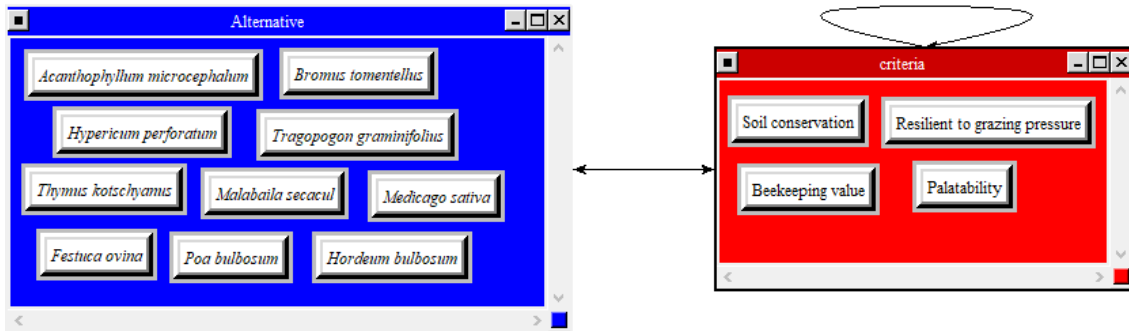 Alternative
Acanthophyllum microcephalum
Bromus tomentellus
Hypericum perforatum
Tragopogon graminifolius
Thymus kotschyanus
Malabaila secacul
Medicago sativa
Festuca ovina
Poa bulbosum
Hordeum bulbosum
criteria
Soil conservation
Resilient to grazing pressure
Beekeeping value
Palatability